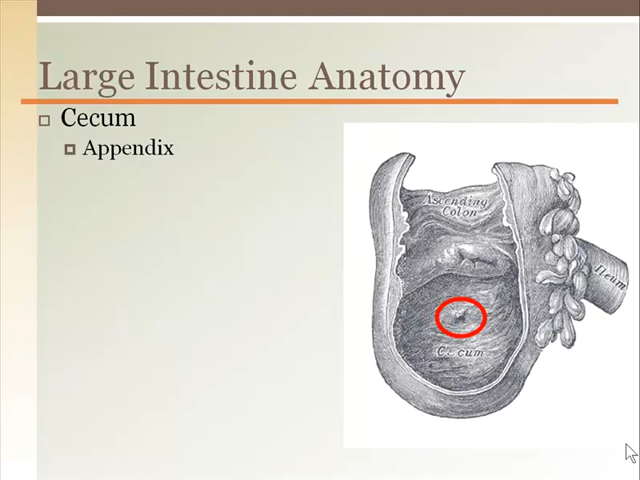 Large Intestine Anatomy
Cecum
Appendix
Ascending
Colon
Ileum
Cecum